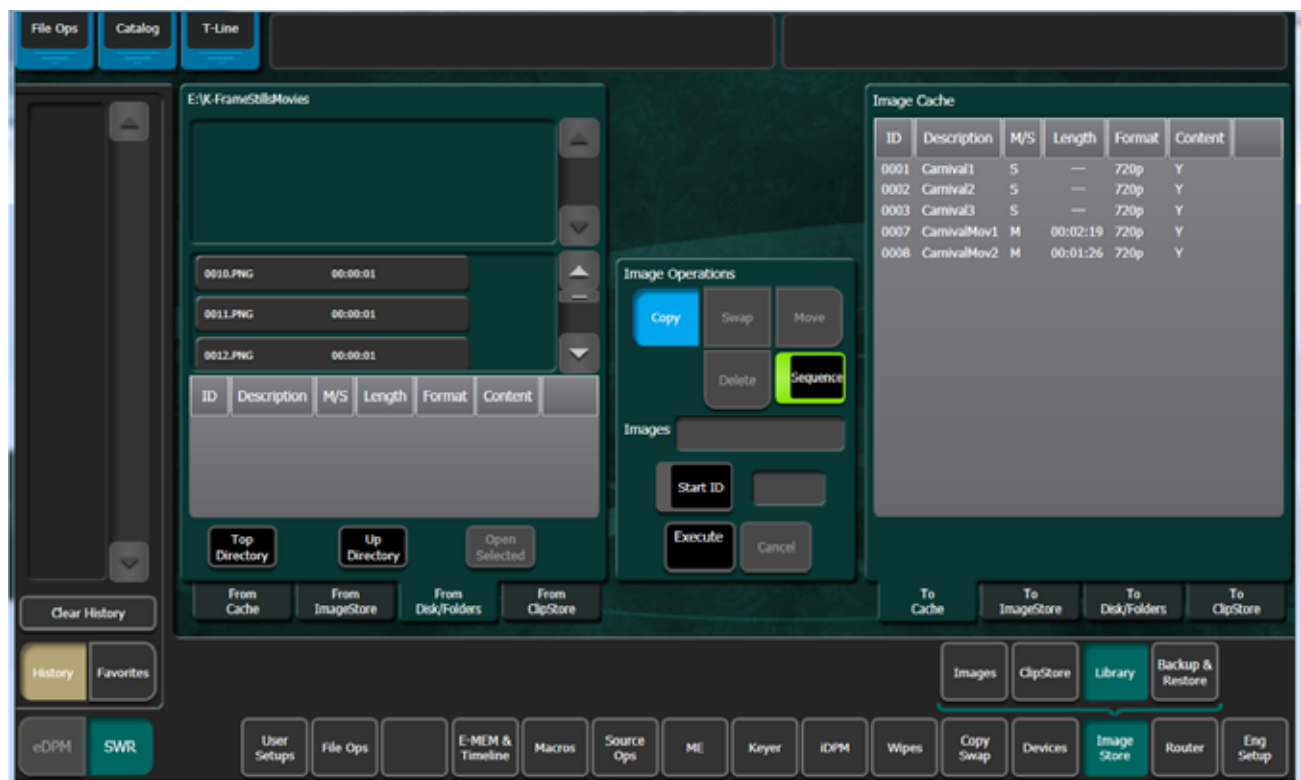 File Ops Catalog T-Line
E:\K-FrameStillsMovies
0010.PNG 00:00:01
0011.PNG 00:00:01
0012.PNG 00:00:01
ID Description M/S Length Format Content
Top Directory
Up Directory
Open Selected
From Cache
From ImageStore
From Disk/Folders
From ClipStore
Image Operations
Copy Swap Move
Delete Sequence
Images
Start ID
Execute Cancel
Image Cache
ID Description M/S Length Format Content
0001 Carnival1 S --- 720p Y
0002 Carnival2 S --- 720p Y
0003 Carnival3 S --- 720p Y
0007 CarnivalMov1 M 00:02:19 720p Y
0008 CarnivalMov2 M 00:01:26 720p Y
To Cache
To ImageStore
To Disk/Folders
To ClipStore
Clear History
History Favorites
Images ClipStore Library Backup & Restore
eDPM SWR
User Setups
File Ops
E-MEM & Timeline
Macros
Source Ops
ME
Keyer
iDPM
Wipes
Copy Swap
Devices
Image Store
Router
Eng Setup